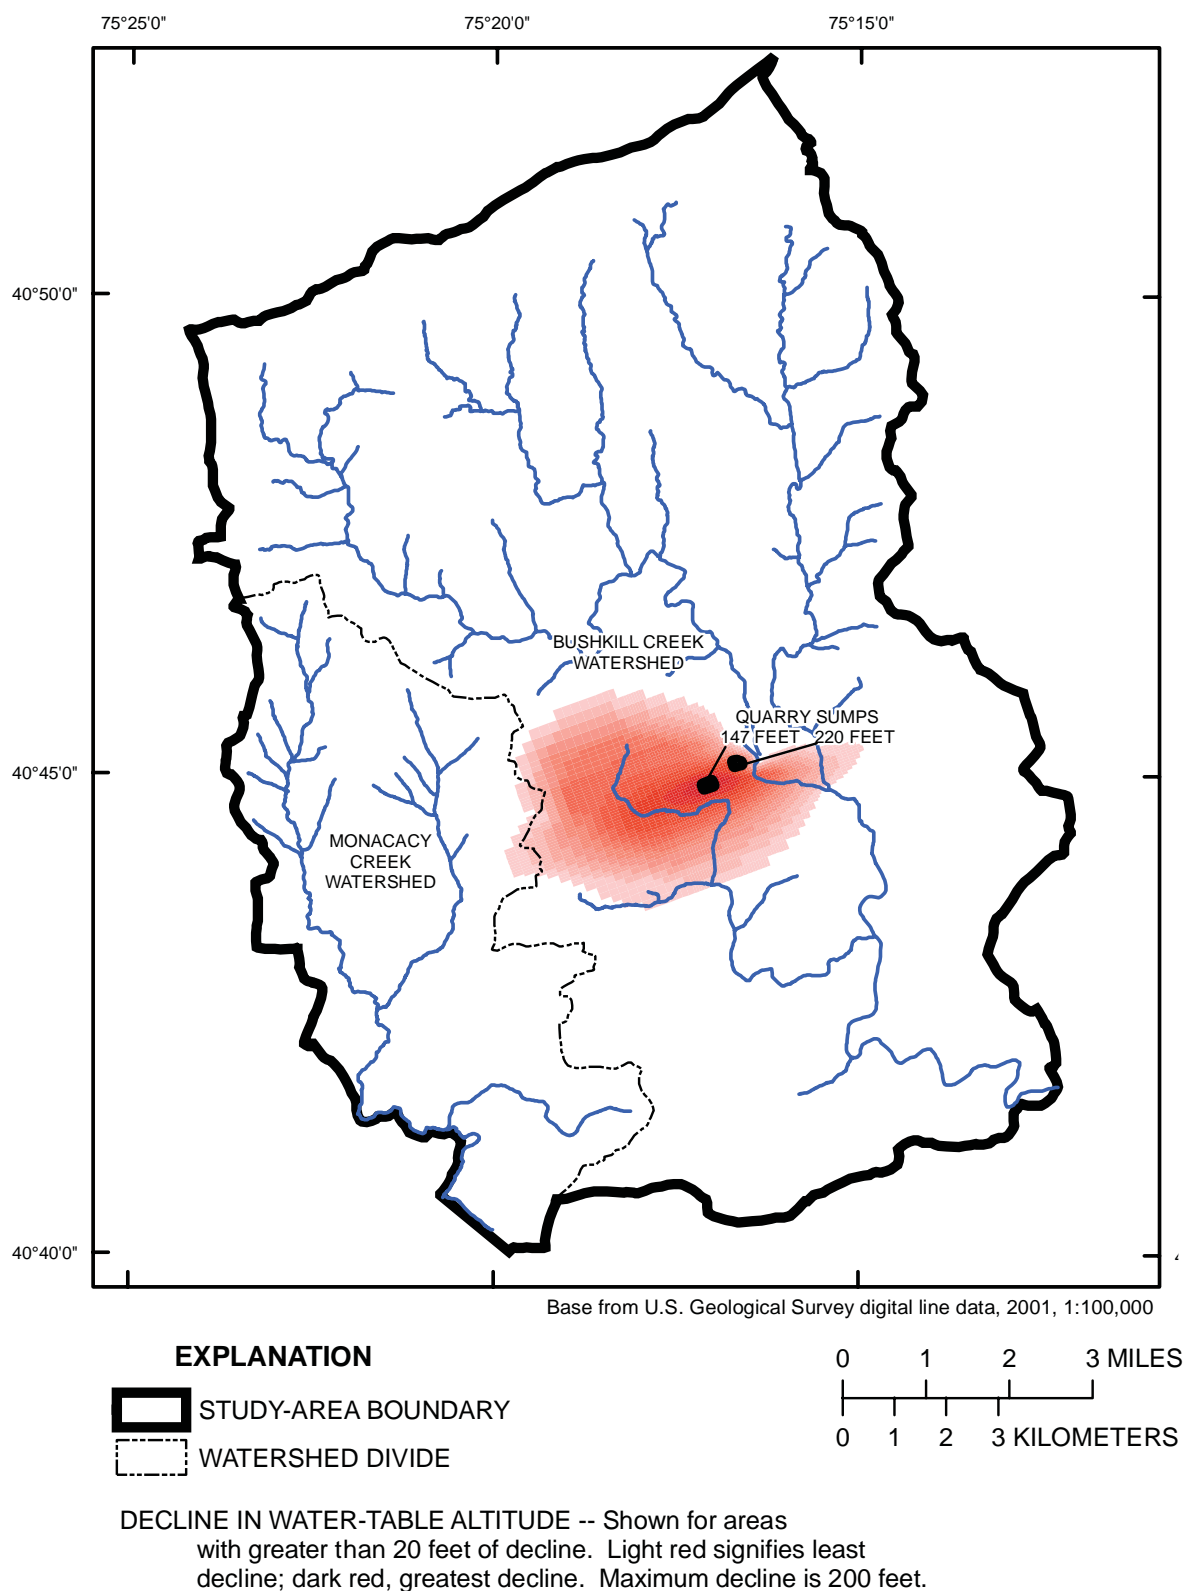 75°25'0" 75°20'0" 75°15'0"
40°50'0"
BUSHKILL CREEK
WATERSHED
QUARRY SUMPS
147 FEET 220 FEET
40°45'0"
MONACACY
CREEK
WATERSHED
40°40'0"
Base from U.S. Geological Survey digital line data, 2001, 1:100,000
EXPLANATION
STUDY-AREA BOUNDARY
WATERSHED DIVIDE
0 1 2 3 MILES
0 1 2 3 KILOMETERS
DECLINE IN WATER-TABLE ALTITUDE -- Shown for areas
with greater than 20 feet of decline. Light red signifies least
decline; dark red, greatest decline. Maximum decline is 200 feet.